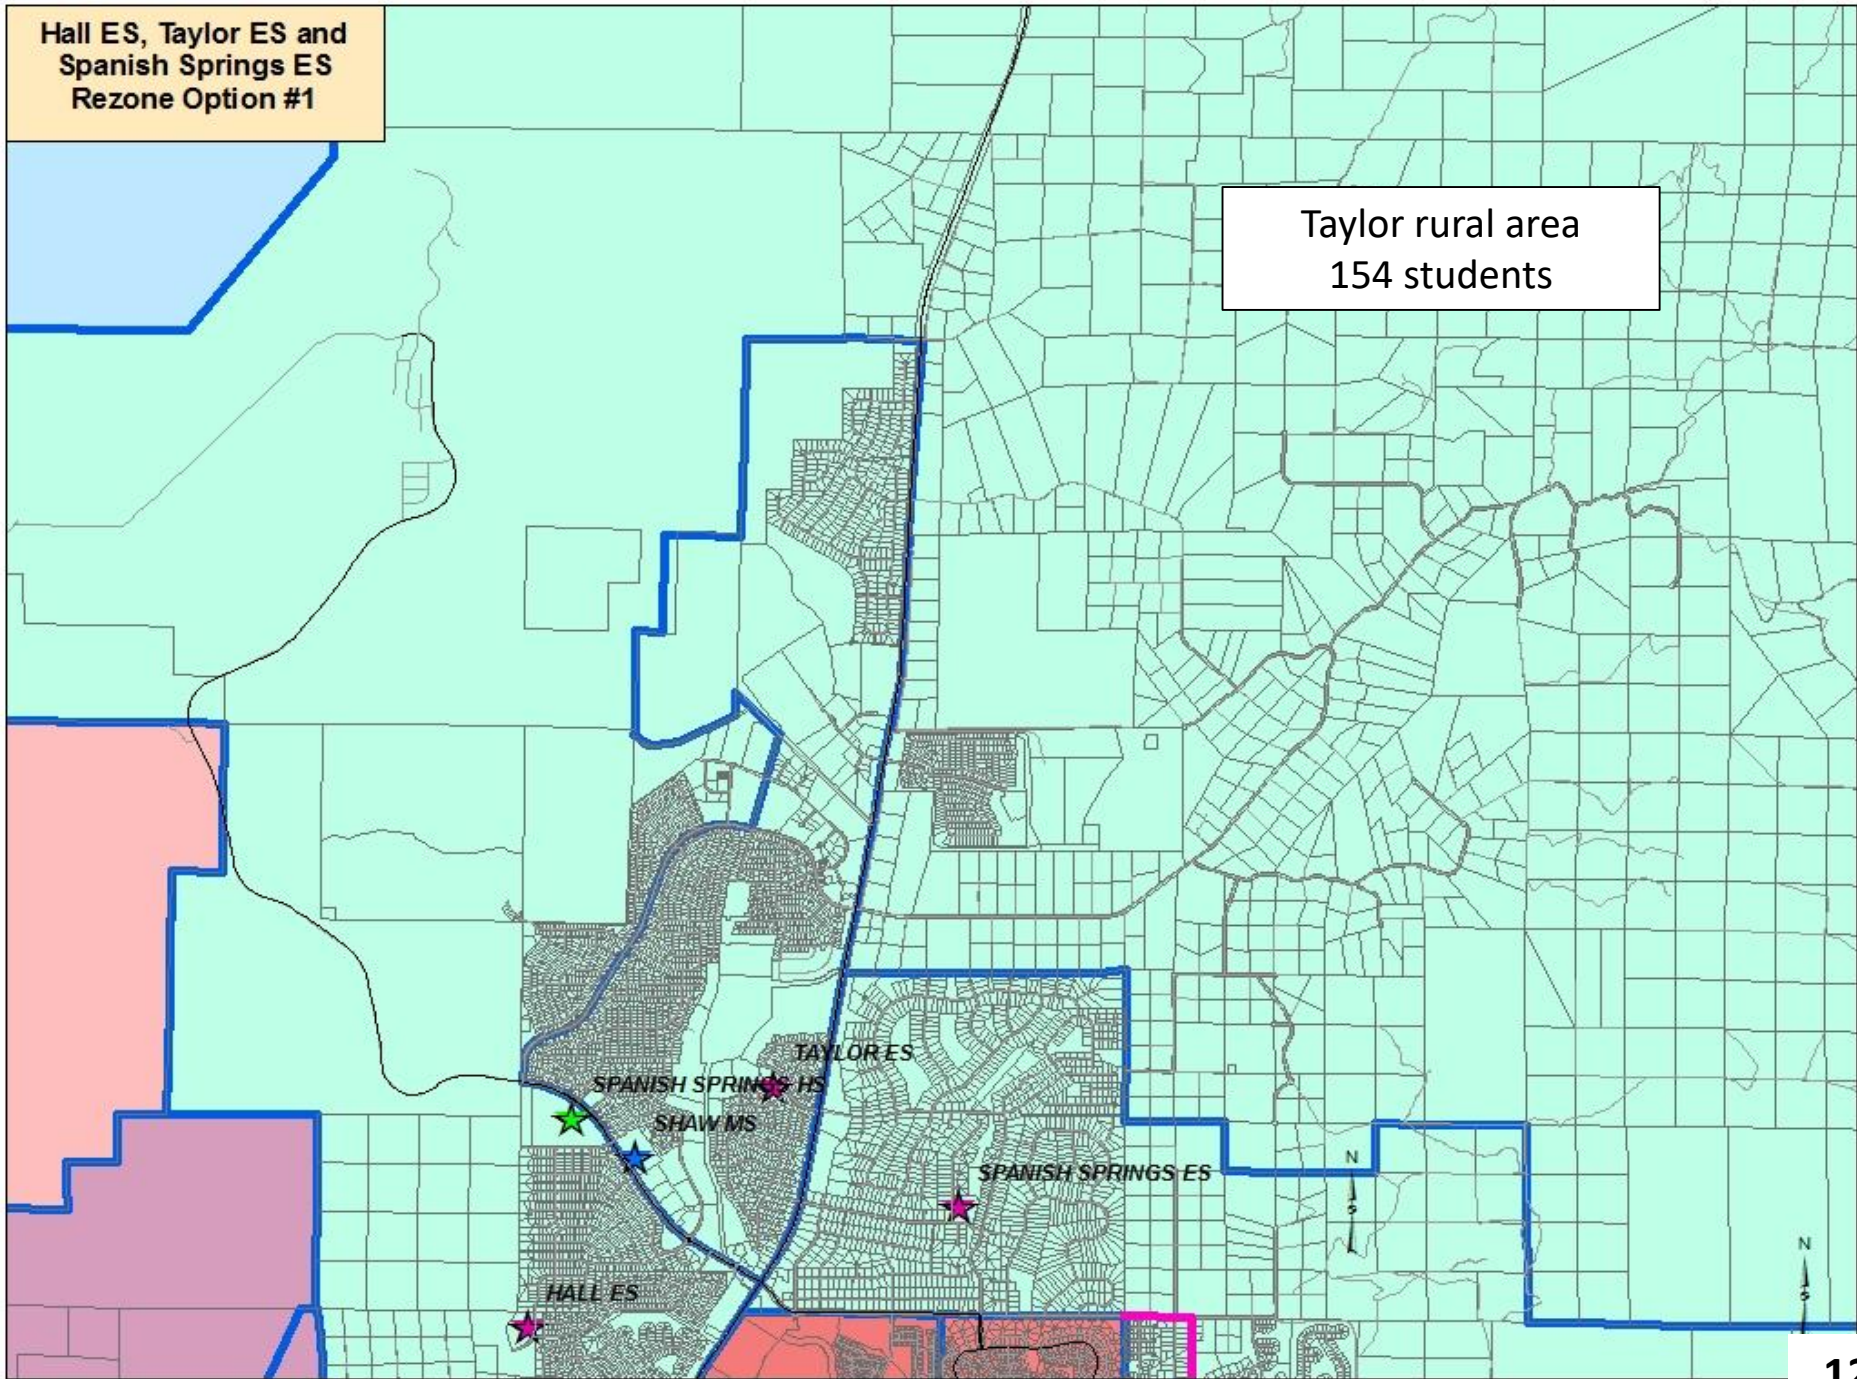 Hall ES, Taylor ES and
Spanish Springs ES
Rezone Option #1
Taylor rural area
154 students
TAYLOR ES
SPANISH SPRINGS HS
SHAW MS
SPANISH SPRINGS ES
N
S
N
S
HALL ES
12